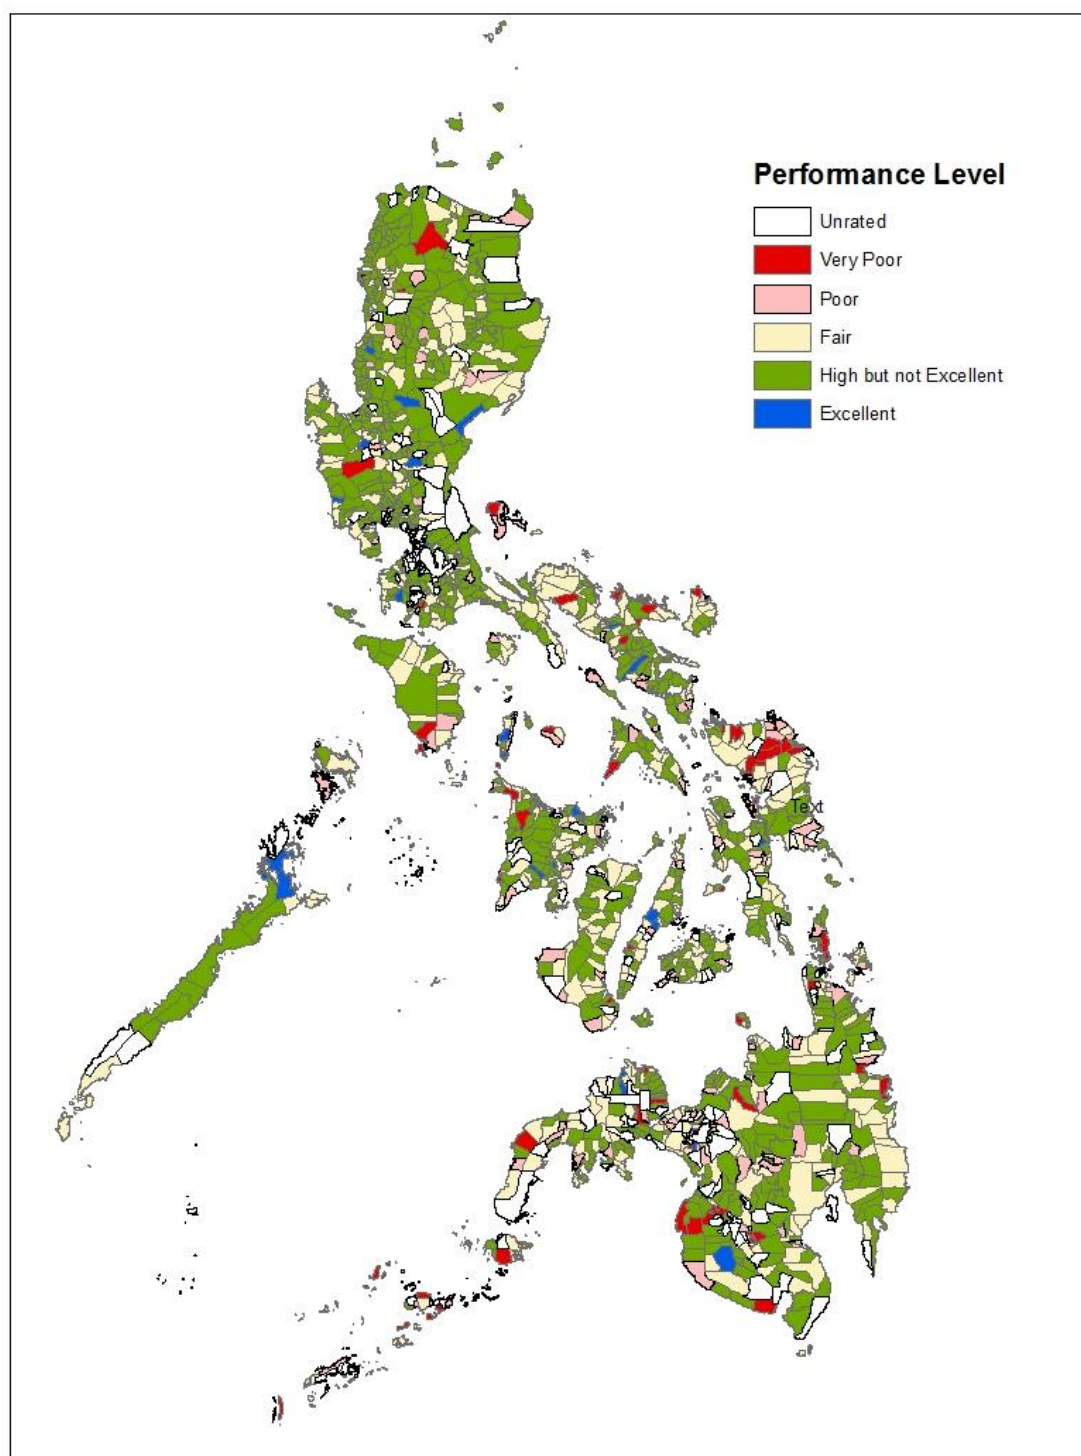 Performance Level
Unrated
Very Poor
Poor
Fair
High but not Excellent
Excellent
Text